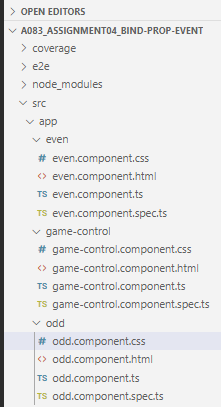 OPEN EDITORS
A083_ASSIGNMENT04_BIND-PROP-EVENT
coverage
e2e
node_modules
src
app
even
# even.component.css
<> even.component.html
TS even.component.ts
TS even.component.spec.ts
game-control
# game-control.component.css
<> game-control.component.html
TS game-control.component.ts
TS game-control.component.spec.ts
odd
# odd.component.css
<> odd.component.html
TS odd.component.ts
TS odd.component.spec.ts